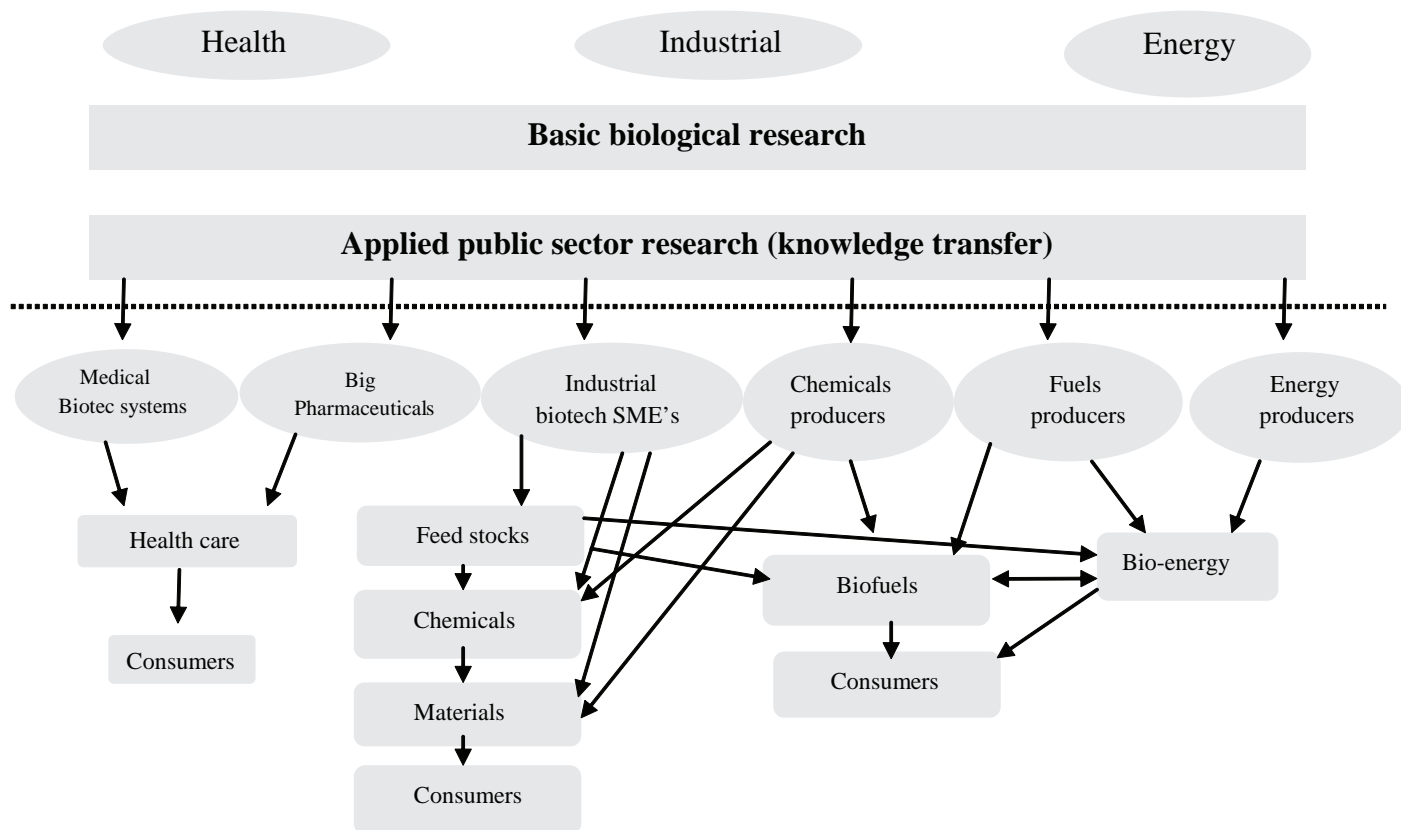 Health
Industrial
Energy
Basic biological research
Applied public sector research (knowledge transfer)
Medical
Biotec systems
Big
Pharmaceuticals
Industrial
biotech SME's
Chemicals
producers
Fuels
producers
Energy
producers
Health care
Consumers
Feed stocks
Chemicals
Materials
Consumers
Biofuels
Consumers
Bio-energy